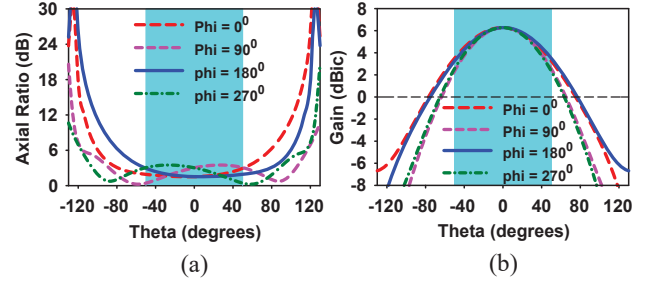 Axial Ratio (dB)
30
24
18
12
6
0
Phi = 0⁰
Phi = 90⁰
phi = 180⁰
phi = 270⁰
-120 -80 -40 0 40 80 120
Theta (degrees)
(a)
Gain (dBic)
8
6
4
2
0
-2
-4
-6
-8
Phi = 0⁰
Phi = 90⁰
phi = 180⁰
phi = 270⁰
-120 -80 -40 0 40 80 120
Theta (degrees)
(b)